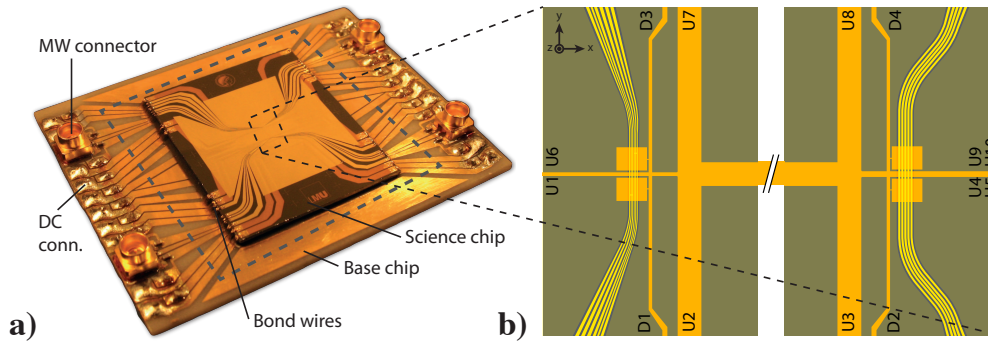 MW connector
DC
conn.
LMU
Science chip
Base chip
Bond wires
a)
y
z
x
D3
U7
U8
D4
U6
U1
U9
U4
D1
U2
U3
D2
b)